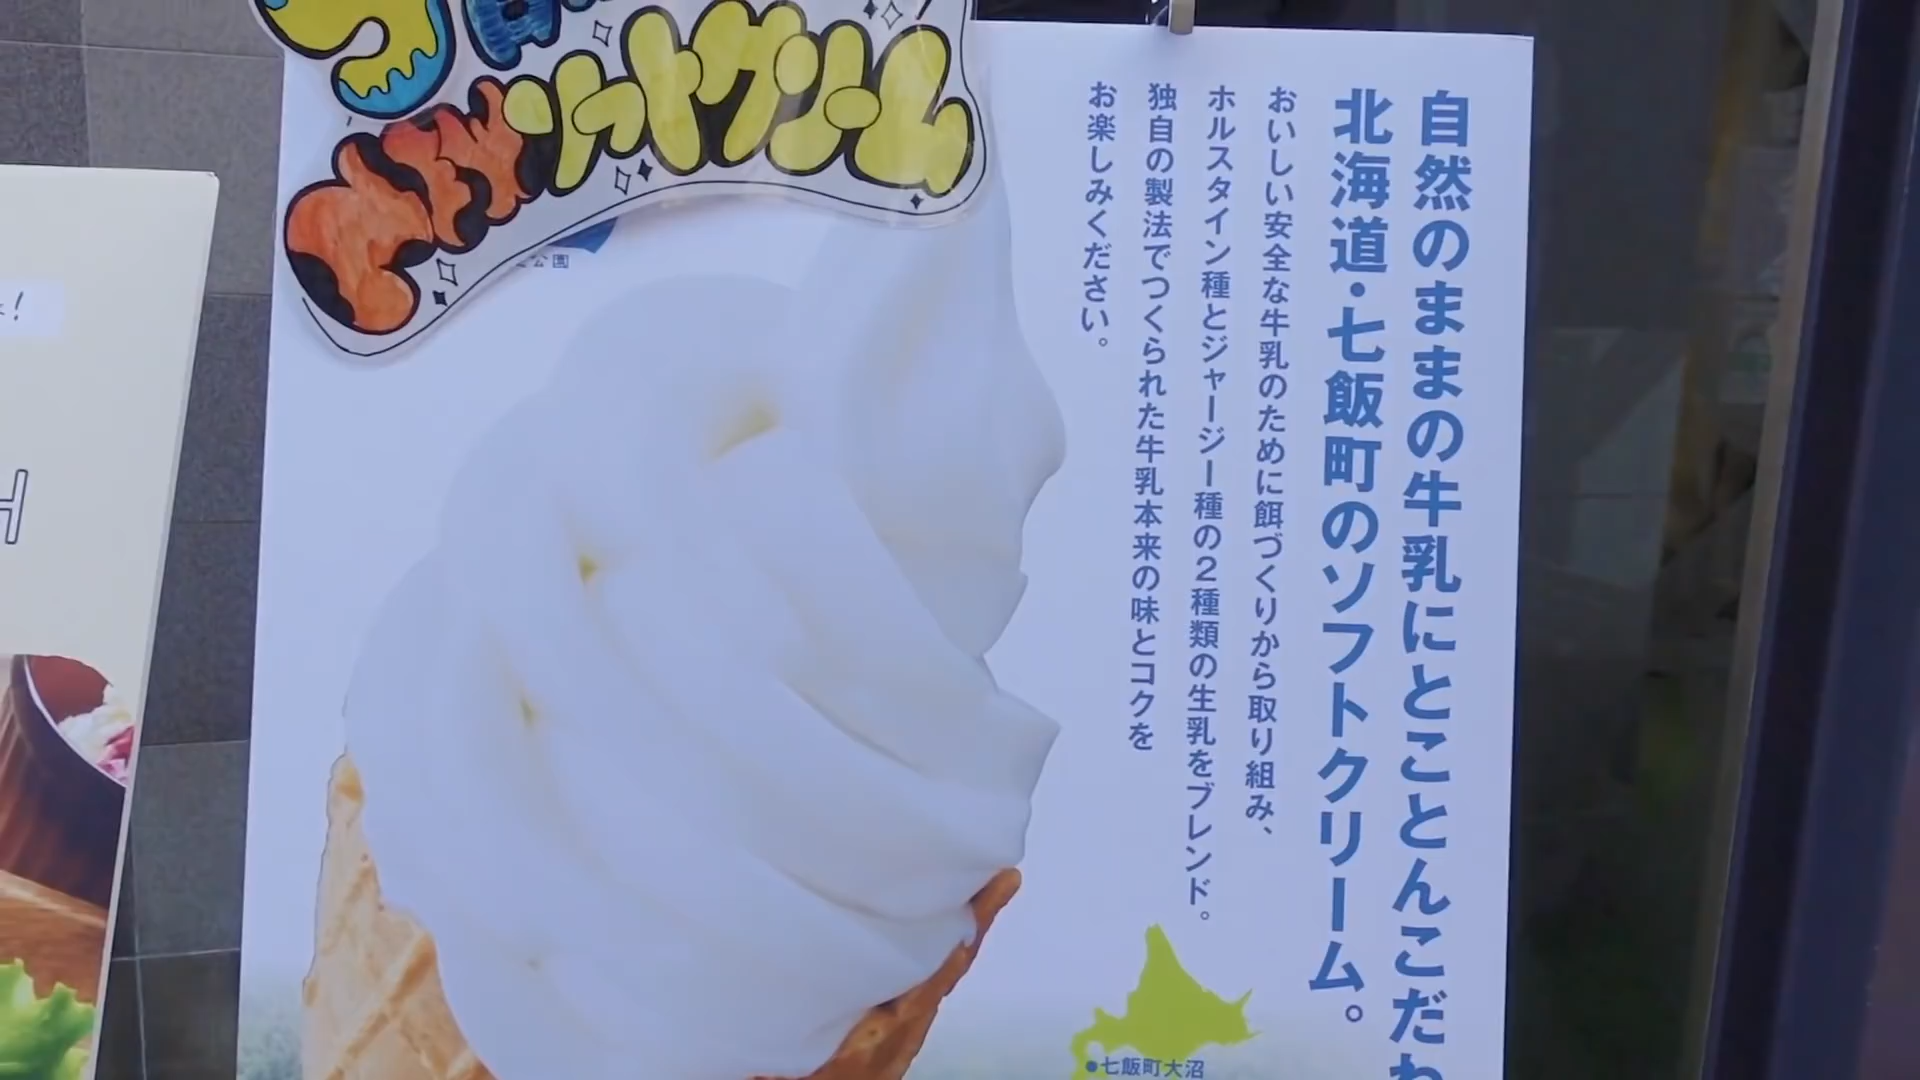 ソフトクリーム
自然のままの牛乳にとことんこだわ
北海道・七飯町のソフトクリーム。
おいしい安全な牛乳のために餌づくりから取り組み、
ホルスタイン種とジャージー種の2種類の生乳をブレンド。
独自の製法でつくられた牛乳本来の味とコクを
お楽しみください。
公園
●七飯町大沼